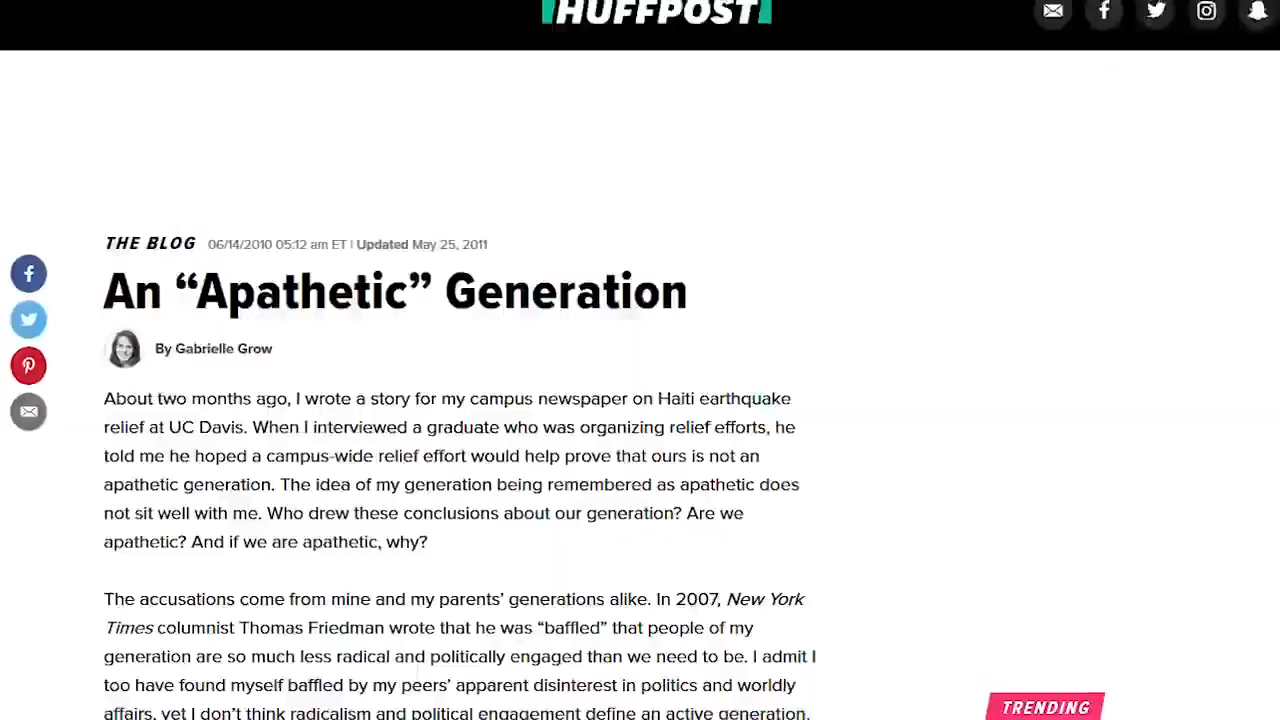 HUFFPOST
THE BLOG 06/14/2010 05:12 am ET | Updated May 25, 2011
An “Apathetic” Generation
By Gabrielle Grow
About two months ago, I wrote a story for my campus newspaper on Haiti earthquake
relief at UC Davis. When I interviewed a graduate who was organizing relief efforts, he
told me he hoped a campus-wide relief effort would help prove that ours is not an
apathetic generation. The idea of my generation being remembered as apathetic does
not sit well with me. Who drew these conclusions about our generation? Are we
apathetic? And if we are apathetic, why?
The accusations come from mine and my parents’ generations alike. In 2007, New York
Times columnist Thomas Friedman wrote that he was “baffled” that people of my
generation are so much less radical and politically engaged than we need to be. I admit I
too have found myself baffled by my peers’ apparent disinterest in politics and worldly
affairs, yet I don’t think radicalism and political engagement define an active generation.
TRENDING